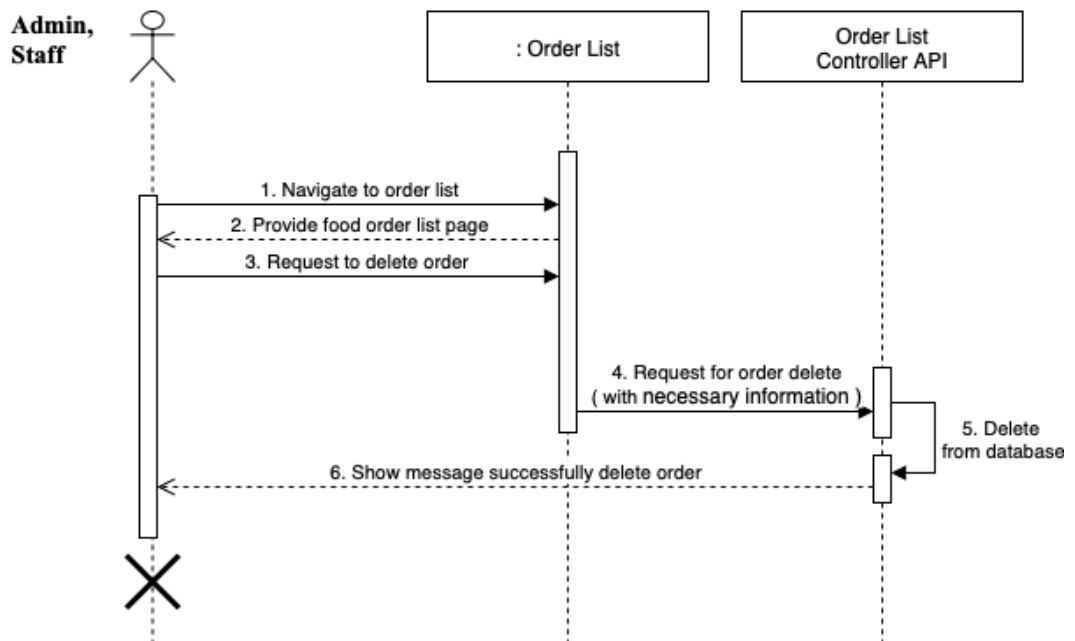 Admin,
Staff
: Order List
Order List
Controller API
1. Navigate to order list
2. Provide food order list page
3. Request to delete order
4. Request for order delete
( with necessary information )
5. Delete
from database
6. Show message successfully delete order